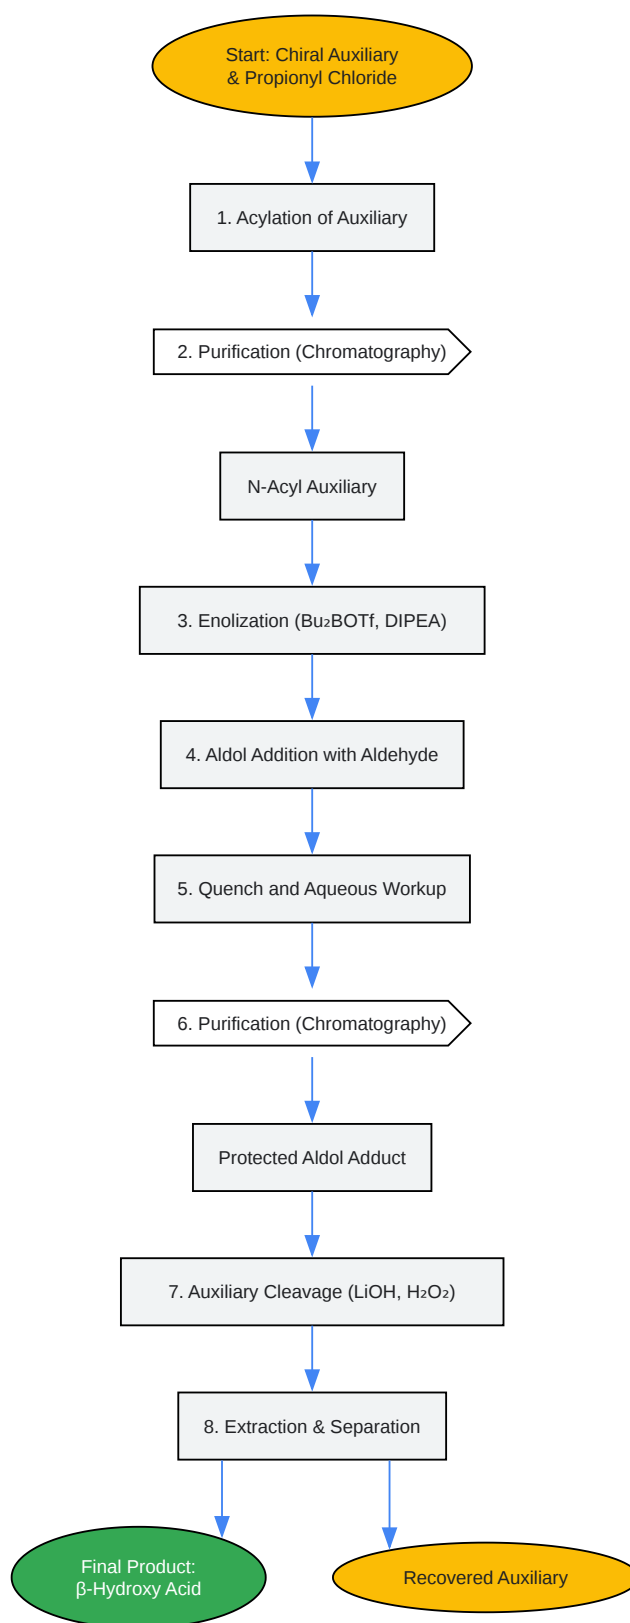 Start: Chiral Auxiliary
& Propionyl Chloride
1. Acylation of Auxiliary
2. Purification (Chromatography)
N-Acyl Auxiliary
3. Enolization (Bu₂BOTf, DIPEA)
4. Aldol Addition with Aldehyde
5. Quench and Aqueous Workup
6. Purification (Chromatography)
Protected Aldol Adduct
7. Auxiliary Cleavage (LiOH, H₂O₂)
8. Extraction & Separation
Final Product:
β-Hydroxy Acid
Recovered Auxiliary